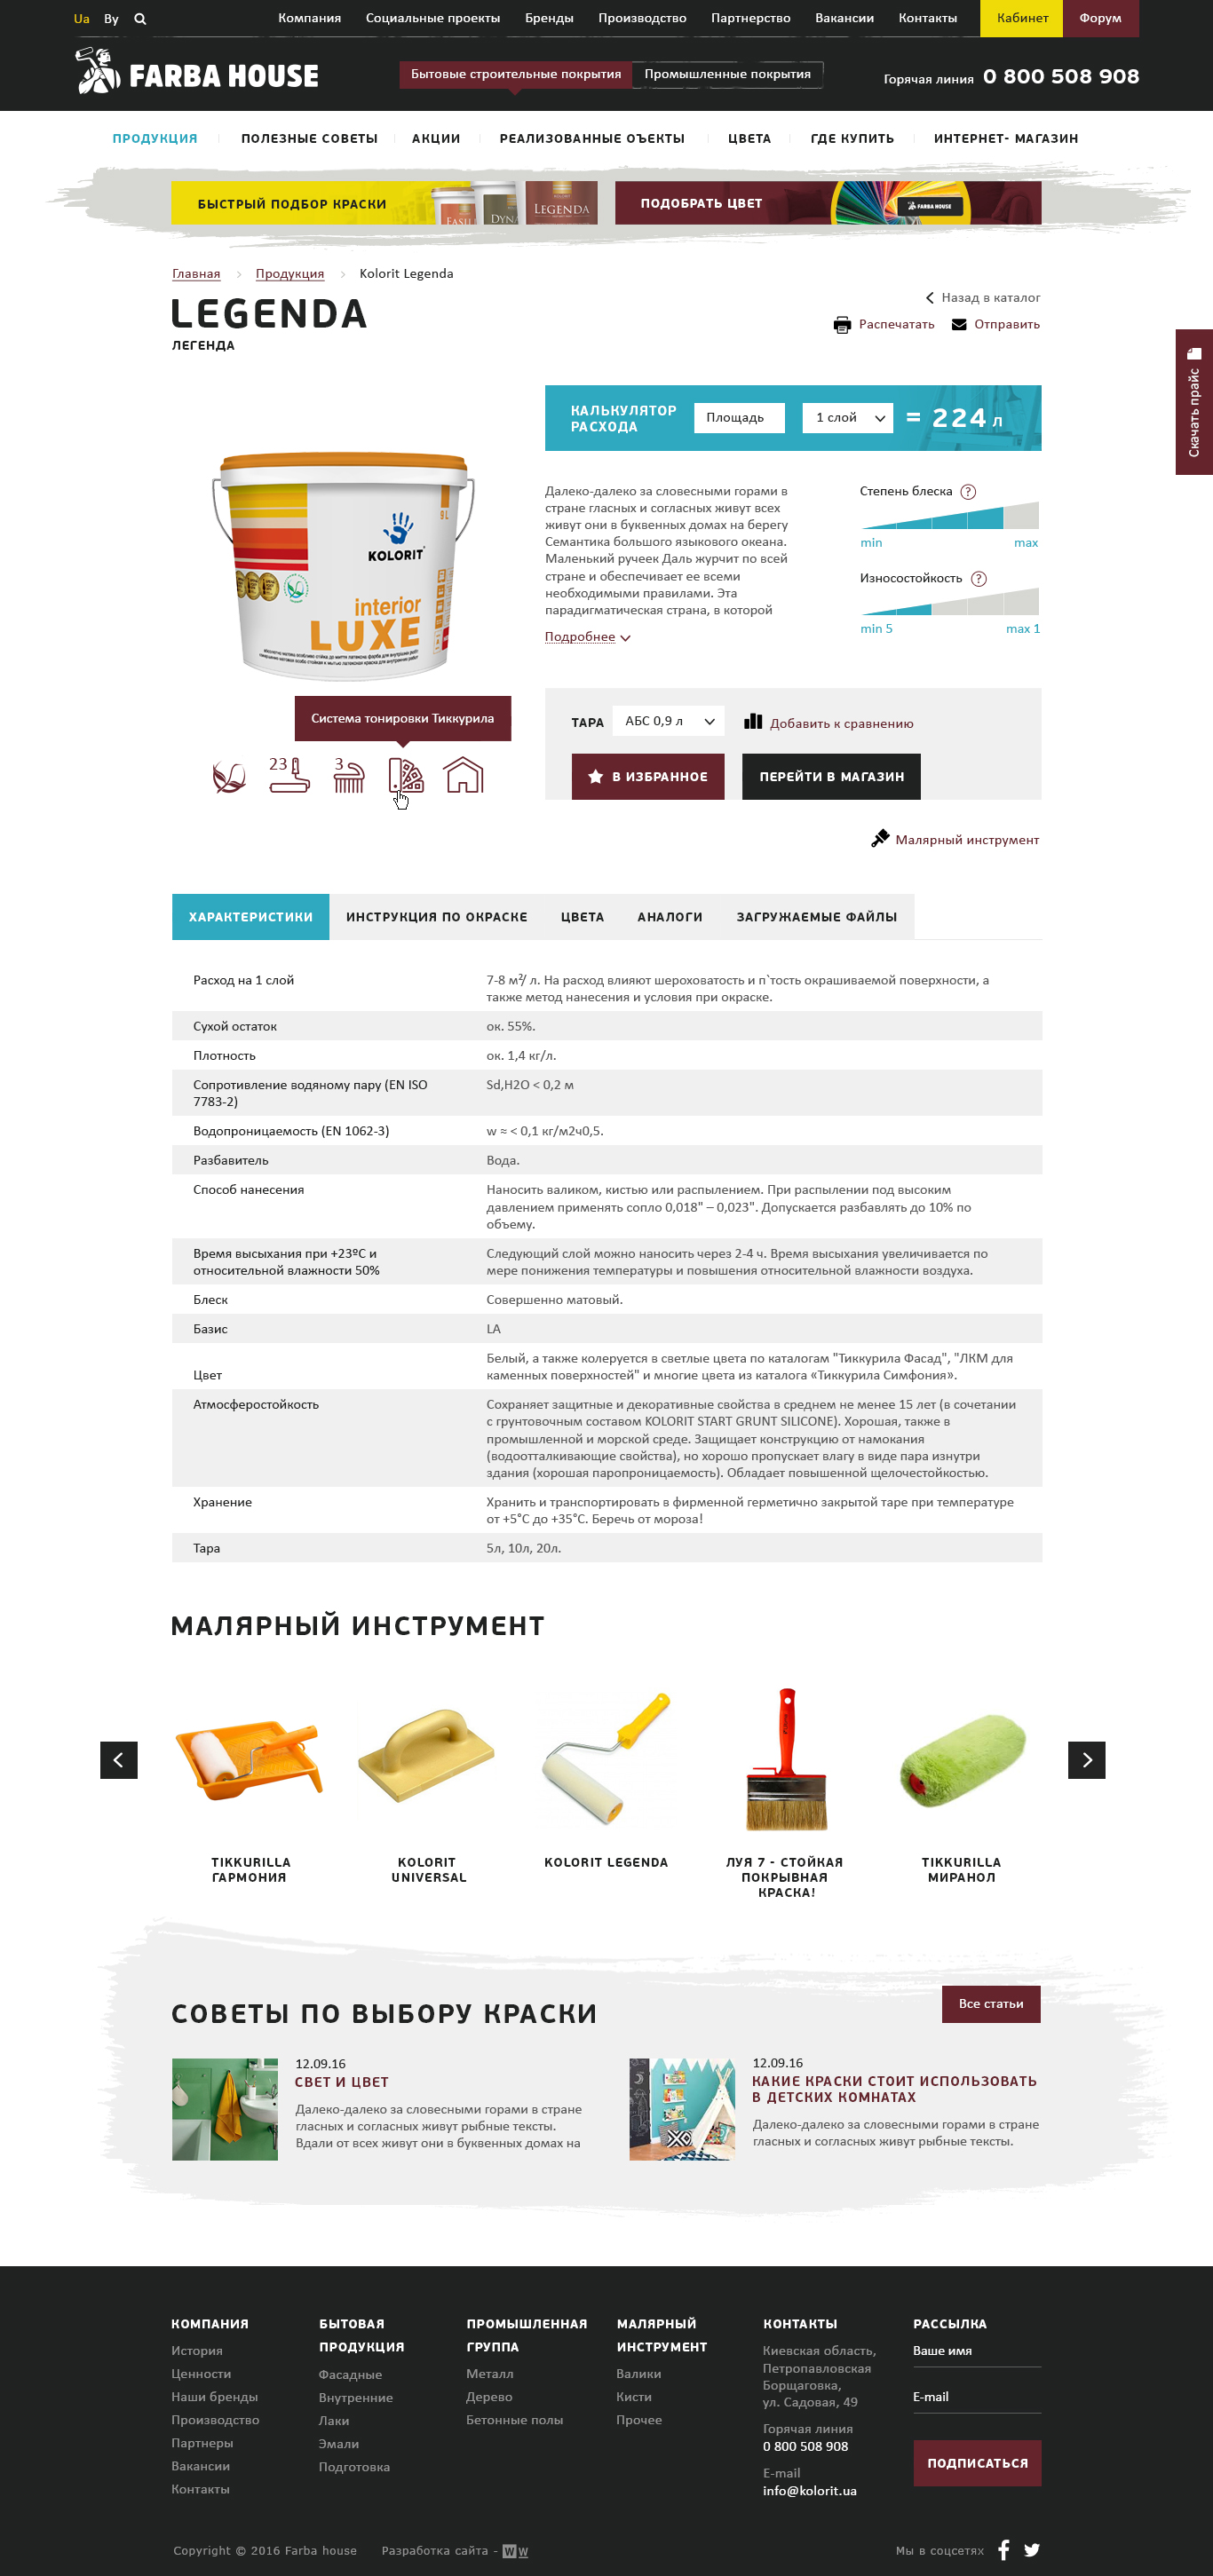 Ua Ву Компания Социальные проекты Бренды Производство Партнерство Вакансии Контакты Кабинет Форум
FARBA HOUSE
Бытовые строительные покрытия Промышленные покрытия
Горячая линия 0 800 508 908
ПРОДУКЦИЯ ПОЛЕЗНЫЕ СОВЕТЫ АКЦИИ РЕАЛИЗОВАННЫЕ ОЪЕКТЫ ЦВЕТА ГДЕ КУПИТЬ ИНТЕРНЕТ- МАГАЗИН
БЫСТРЫЙ ПОДБОР КРАСКИ
EASI DYNA LEGENDA
ПОДОБРАТЬ ЦВЕТ
FARBA HOUSE
Главная Продукция Kolorit Legenda
LEGENDA
ЛЕГЕНДА
Назад в каталог
Распечатать Отправить
Скачать прайс
КАЛЬКУЛЯТОР
РАСХОДА
Площадь 1 слой = 224 л
9L
KOLORIT
interior
LUXE
Далеко-далеко за словесными горами в
стране гласных и согласных живут всех
живут они в буквенных домах на берегу
Семантика большого языкового океана.
Маленький ручеек Даль журчит по всей
стране и обеспечивает ее всеми
необходимыми правилами. Эта
парадигматическая страна, в которой
Подробнее
Степень блеска ?
min max
Износостойкость ?
min 5 max 1
Система тонировки Тиккурила
23 3
ТАРА АБС 0,9 л Добавить к сравнению
В ИЗБРАННОЕ ПЕРЕЙТИ В МАГАЗИН
Малярный инструмент
ХАРАКТЕРИСТИКИ ИНСТРУКЦИЯ ПО ОКРАСКЕ ЦВЕТА АНАЛОГИ ЗАГРУЖАЕМЫЕ ФАЙЛЫ
Расход на 1 слой 7-8 м²/ л. На расход влияют шероховатость и п`тость окрашиваемой поверхности, а
также метод нанесения и условия при окраске.
Сухой остаток ок. 55%.
Плотность ок. 1,4 кг/л.
Сопротивление водяному пару (EN ISO Sd,H2O < 0,2 м
7783-2)
Водопроницаемость (EN 1062-3) w ≈ < 0,1 кг/м2ч0,5.
Разбавитель Вода.
Способ нанесения Наносить валиком, кистью или распылением. При распылении под высоким
давлением применять сопло 0,018" – 0,023". Допускается разбавлять до 10% по
объему.
Время высыхания при +23ºC и Следующий слой можно наносить через 2-4 ч. Время высыхания увеличивается по
относительной влажности 50% мере понижения температуры и повышения относительной влажности воздуха.
Блеск Совершенно матовый.
Базис LA
Белый, а также колеруется в светлые цвета по каталогам "Тиккурила Фасад", "ЛКМ для
Цвет каменных поверхностей" и многие цвета из каталога «Тиккурила Симфония».
Атмосферостойкость Сохраняет защитные и декоративные свойства в среднем не менее 15 лет (в сочетании
с грунтовочным составом KOLORIT START GRUNT SILICONE). Хорошая, также в
промышленной и морской среде. Защищает конструкцию от намокания
(водоотталкивающие свойства), но хорошо пропускает влагу в виде пара изнутри
здания (хорошая паропроницаемость). Обладает повышенной щелочестойкостью.
Хранение Хранить и транспортировать в фирменной герметично закрытой таре при температуре
от +5°C до +35°C. Беречь от мороза!
Тара 5л, 10л, 20л.
МАЛЯРНЫЙ ИНСТРУМЕНТ
TIKKURILLA
ГАРМОНИЯ
KOLORIT
UNIVERSAL
KOLORIT LEGENDA
ЛУЯ 7 - СТОЙКАЯ
ПОКРЫВНАЯ
КРАСКА!
TIKKURILLA
МИРАНОЛ
СОВЕТЫ ПО ВЫБОРУ КРАСКИ
Все статьи
12.09.16
СВЕТ И ЦВЕТ
Далеко-далеко за словесными горами в стране
гласных и согласных живут рыбные тексты.
Вдали от всех живут они в буквенных домах на
12.09.16
КАКИЕ КРАСКИ СТОИТ ИСПОЛЬЗОВАТЬ
В ДЕТСКИХ КОМНАТАХ
Далеко-далеко за словесными горами в стране
гласных и согласных живут рыбные тексты.
КОМПАНИЯ
История
Ценности
Наши бренды
Производство
Партнеры
Вакансии
Контакты
БЫТОВАЯ
ПРОДУКЦИЯ
Фасадные
Внутренние
Лаки
Эмали
Подготовка
ПРОМЫШЛЕННАЯ
ГРУППА
Металл
Дерево
Бетонные полы
МАЛЯРНЫЙ
ИНСТРУМЕНТ
Валики
Кисти
Прочее
КОНТАКТЫ
Киевская область,
Петропавловская
Борщаговка,
ул. Садовая, 49
Горячая линия
0 800 508 908
E-mail
info@kolorit.ua
РАССЫЛКА
Ваше имя
E-mail
ПОДПИСАТЬСЯ
Copyright © 2016 Farba house Разработка сайта - WW
Мы в соцсетях